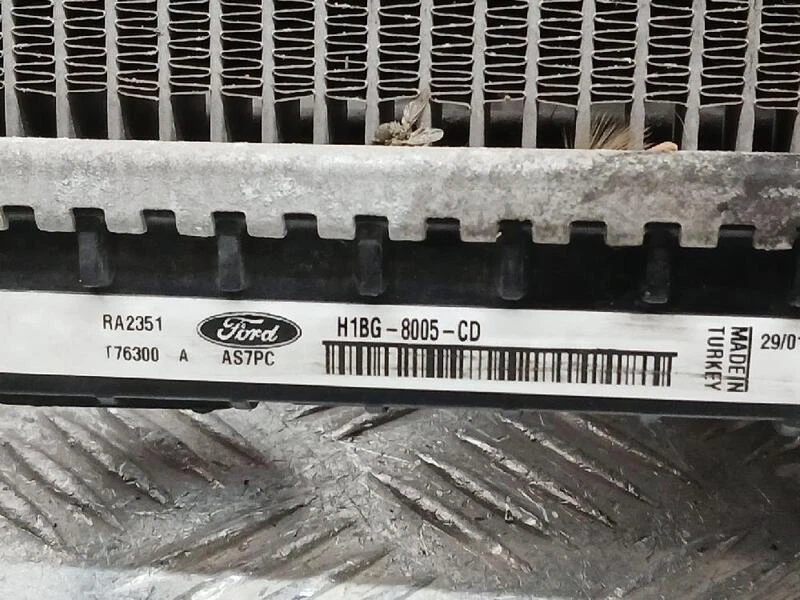 RA2351
T76300 A
Ford
AS7PC
H1BG-8005-CD
MADE IN
TURKEY
29/01